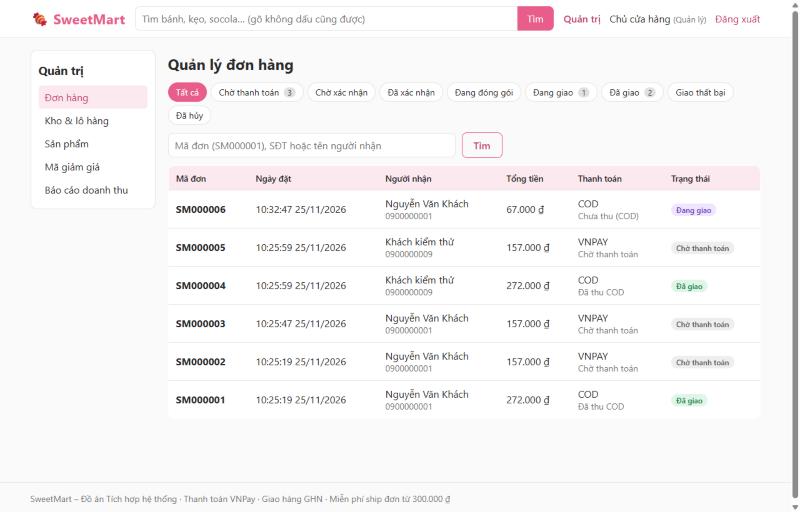 SweetMart
Tìm bánh, kẹo, socola... (gõ không dấu cũng được)
Tìm
Quản trị Chủ cửa hàng (Quản lý) Đăng xuất
Quản trị
Đơn hàng
Kho & lô hàng
Sản phẩm
Mã giảm giá
Báo cáo doanh thu
Quản lý đơn hàng
Tất cả Chờ thanh toán 3 Chờ xác nhận Đã xác nhận Đang đóng gói Đang giao 1 Đã giao 2 Giao thất bại
Đã hủy
Mã đơn (SM000001), SĐT hoặc tên người nhận Tìm
Mã đơn Ngày đặt Người nhận Tổng tiền Thanh toán Trạng thái
SM000006 10:32:47 25/11/2026 Nguyễn Văn Khách 67.000 ₫ COD Đang giao
0900000001 Chưa thu (COD)
SM000005 10:25:59 25/11/2026 Khách kiểm thử 157.000 ₫ VNPAY Chờ thanh toán
0900000009 Chờ thanh toán
SM000004 10:25:59 25/11/2026 Khách kiểm thử 272.000 ₫ COD Đã giao
0900000009 Đã thu COD
SM000003 10:25:47 25/11/2026 Nguyễn Văn Khách 157.000 ₫ VNPAY Chờ thanh toán
0900000001 Chờ thanh toán
SM000002 10:25:19 25/11/2026 Nguyễn Văn Khách 157.000 ₫ VNPAY Chờ thanh toán
0900000001 Chờ thanh toán
SM000001 10:25:19 25/11/2026 Nguyễn Văn Khách 272.000 ₫ COD Đã giao
0900000001 Đã thu COD
SweetMart – Đồ án Tích hợp hệ thống · Thanh toán VNPay · Giao hàng GHN · Miễn phí ship đơn từ 300.000 ₫